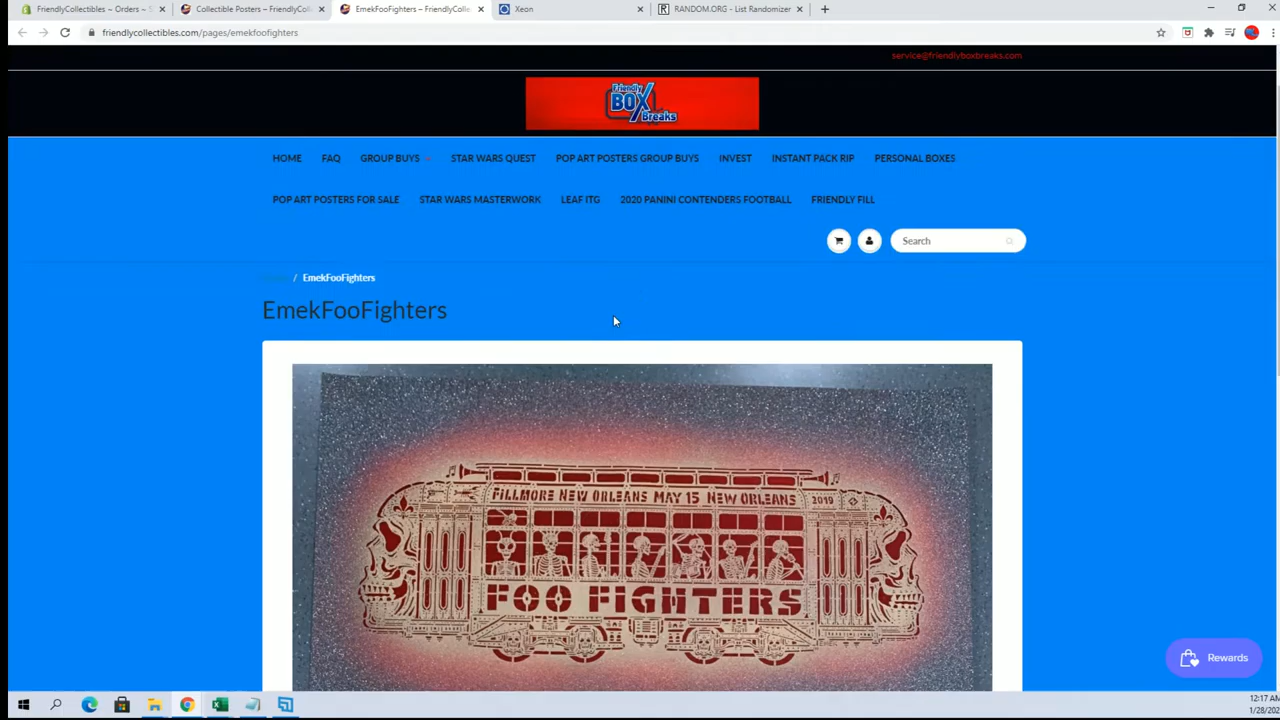 FriendlyCollectibles ~ Orders ~ S
Collectible Posters – FriendlyColle
EmekFooFighters – FriendlyColle
Xeon
RANDOM.ORG - List Randomizer
friendlycollectibles.com/pages/emekfoofighters
service@friendlyboxbreaks.com
Friendly
BOX
Breaks
HOME FAQ GROUP BUYS STAR WARS QUEST POP ART POSTERS GROUP BUYS INVEST INSTANT PACK RIP PERSONAL BOXES
POP ART POSTERS FOR SALE STAR WARS MASTERWORK LEAF ITG 2020 PANINI CONTENDERS FOOTBALL FRIENDLY FILL
Search
/ EmekFooFighters
EmekFooFighters
FILLMORE NEW ORLEANS MAY 15 NEW ORLEANS 2019
FOO FIGHTERS
Rewards
12:17 AM
1/28/202